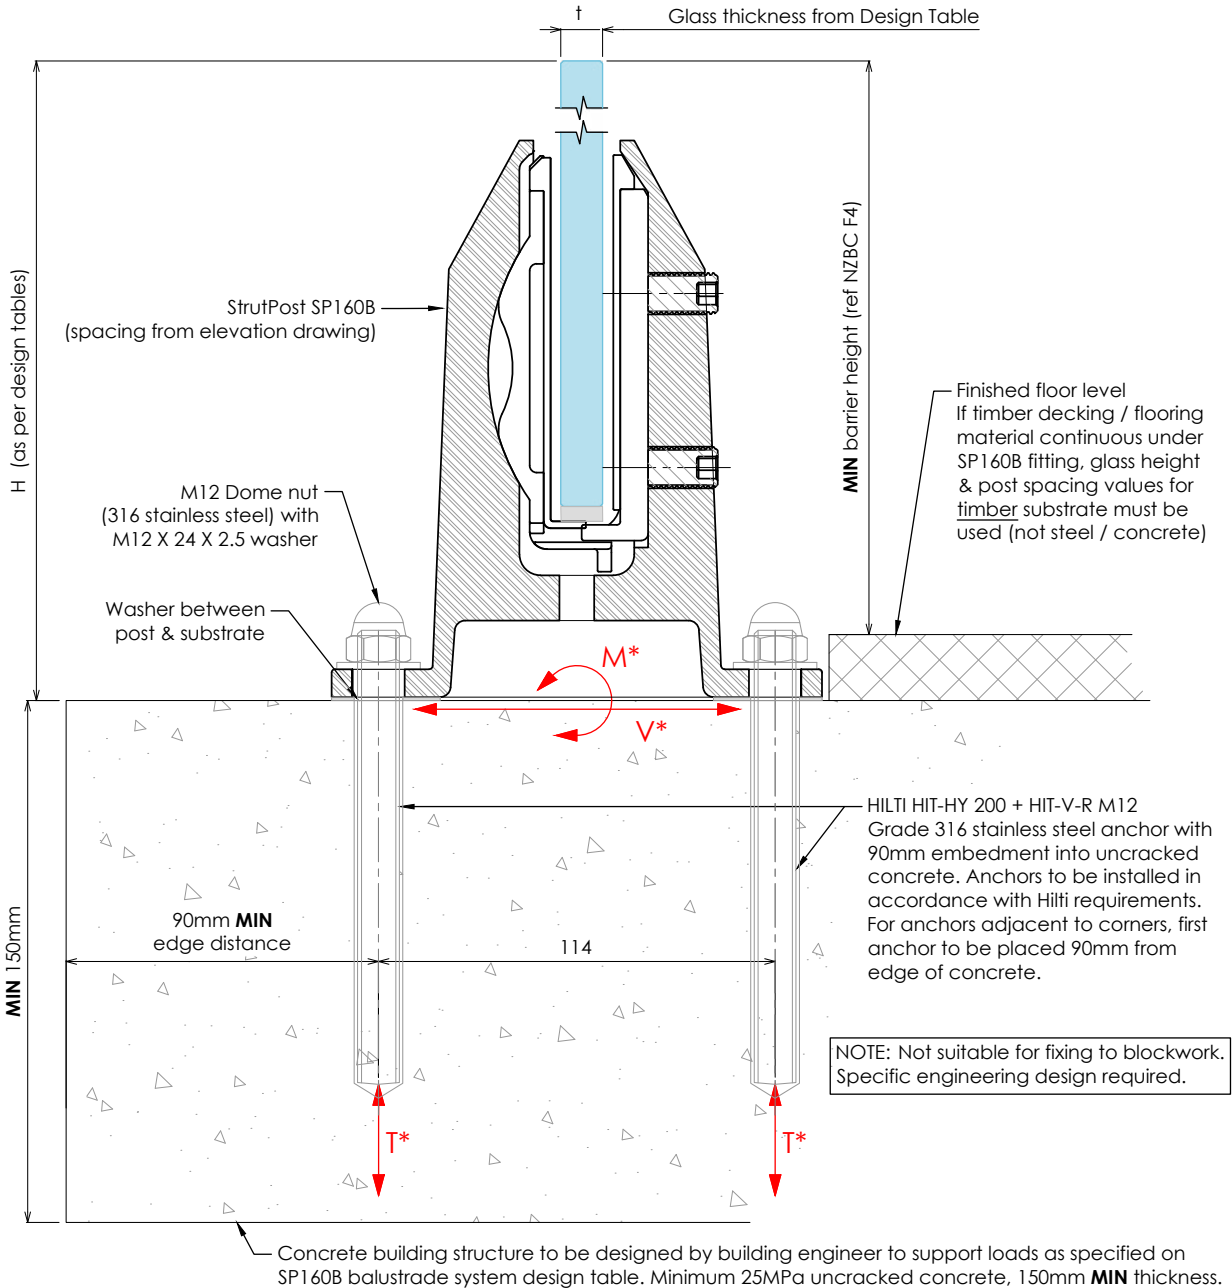 t
Glass thickness from Design Table
H (as per design tables)
MIN barrier height (ref NZBC F4)
StrutPost SP160B
(spacing from elevation drawing)
Finished floor level
If timber decking / flooring
material continuous under
SP160B fitting, glass height
& post spacing values for
timber substrate must be
used (not steel / concrete)
M12 Dome nut
(316 stainless steel) with
M12 X 24 X 2.5 washer
Washer between
post & substrate
M*
V*
HILTI HIT-HY 200 + HIT-V-R M12
Grade 316 stainless steel anchor with
90mm embedment into uncracked
concrete. Anchors to be installed in
accordance with Hilti requirements.
For anchors adjacent to corners, first
anchor to be placed 90mm from
edge of concrete.
90mm MIN
edge distance
114
MIN 150mm
NOTE: Not suitable for fixing to blockwork.
Specific engineering design required.
T*
T*
Concrete building structure to be designed by building engineer to support loads as specified on
SP160B balustrade system design table. Minimum 25MPa uncracked concrete, 150mm MIN thickness.